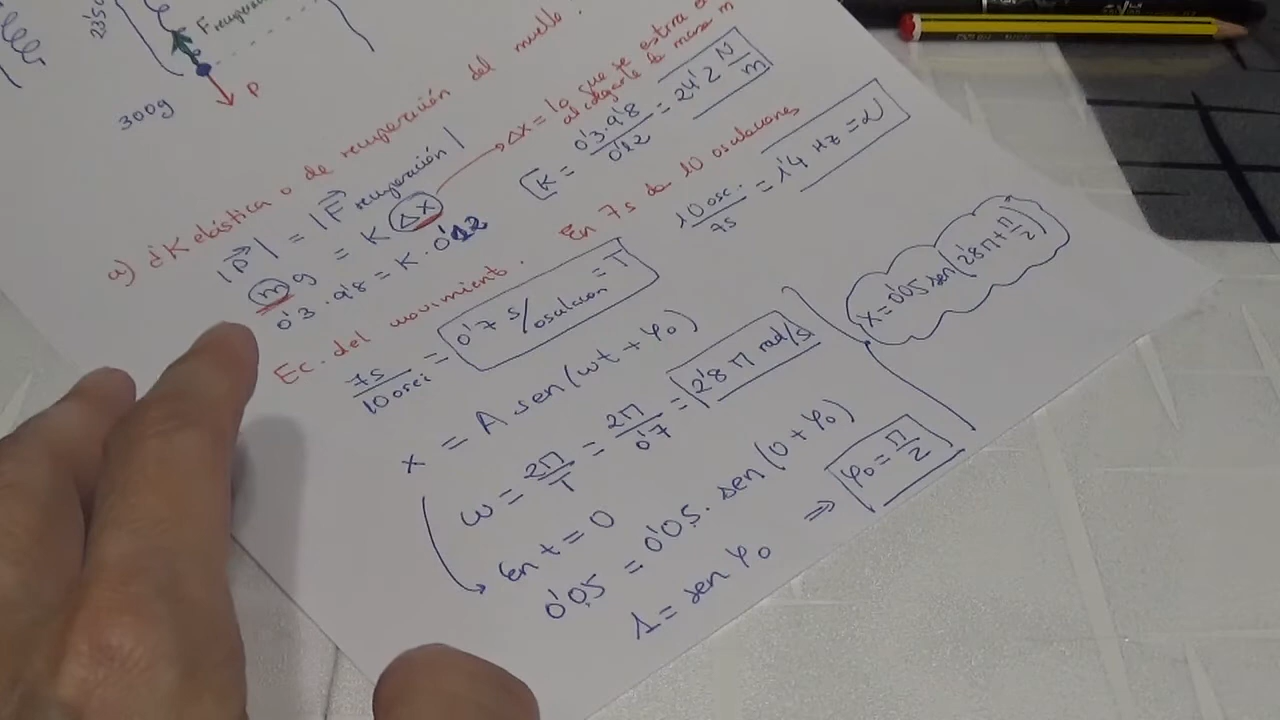 23'5c
F recuperac
P
300g
a) ¿K elástica o de recuperación del muelle?
|P| = |F recuperación|
Δx = lo que se estira
al colgarle la masa m
m g = K Δx
0'3 · 9'8 = K · 0'12
K = 0'3·9'8 / 0'12 = 24'2 N/m
Ec. del movimiento.
En 7s da 10 oscilaciones
7s / 10 osci = 0'7 s/oscilación = T
10 osc. / 7s = 1'4 Hz = ν
x = A sen (ωt + φ0)
ω = 2π / T = 2π / 0'7 = 2'8 π rad/s
x = 0'05 sen (2'8π + π/2)
En t = 0
0'05 = 0'05 · sen (0 + φ0)
1 = sen φ0 ⇒ φ0 = π/2